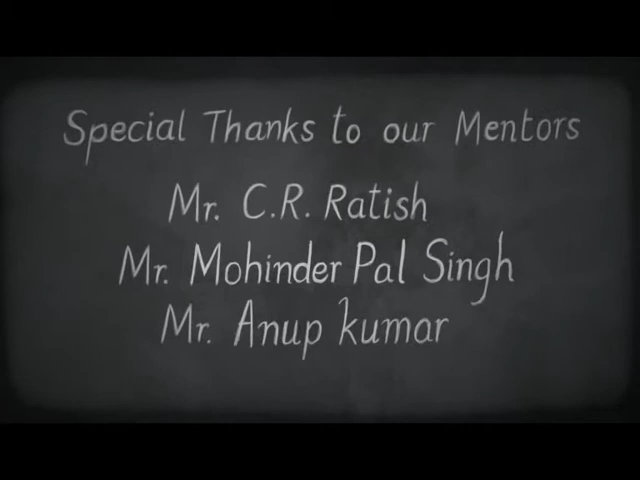 Special Thanks to our Mentors
Mr. C.R. Ratish
Mr. Mohinder Pal Singh
Mr. Anup kumar